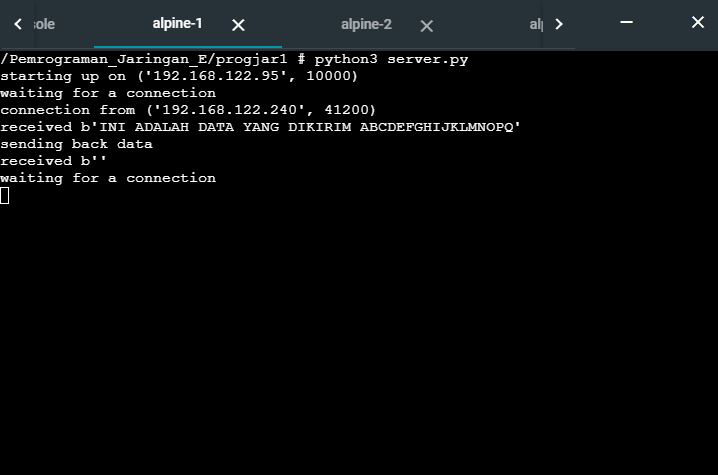 sole alpine-1 alpine-2 alp
/Pemrograman_Jaringan_E/progjar1 # python3 server.py
starting up on ('192.168.122.95', 10000)
waiting for a connection
connection from ('192.168.122.240', 41200)
received b'INI ADALAH DATA YANG DIKIRIM ABCDEFGHIJKLMNOPQ'
sending back data
received b''
waiting for a connection